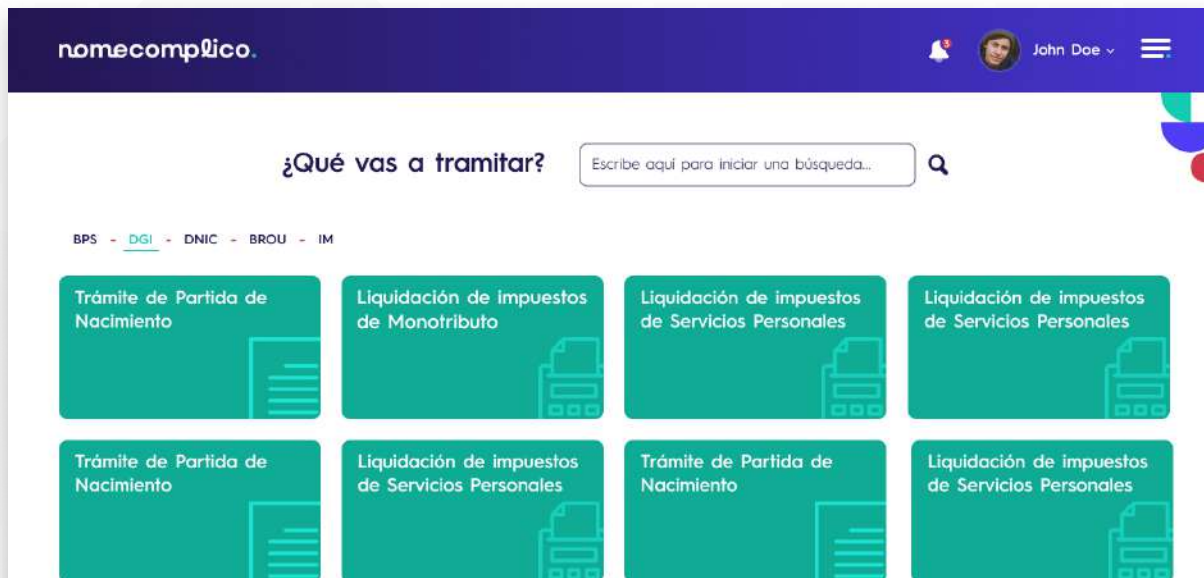 nomecomplico.
3
John Doe
¿Qué vas a tramitar?
Escribe aquí para iniciar una búsqueda...
BPS - DGI - DNIC - BROU - IM
Trámite de Partida de
Nacimiento
Liquidación de impuestos
de Monotributo
Liquidación de impuestos
de Servicios Personales
Liquidación de impuestos
de Servicios Personales
Trámite de Partida de
Nacimiento
Liquidación de impuestos
de Servicios Personales
Trámite de Partida de
Nacimiento
Liquidación de impuestos
de Servicios Personales